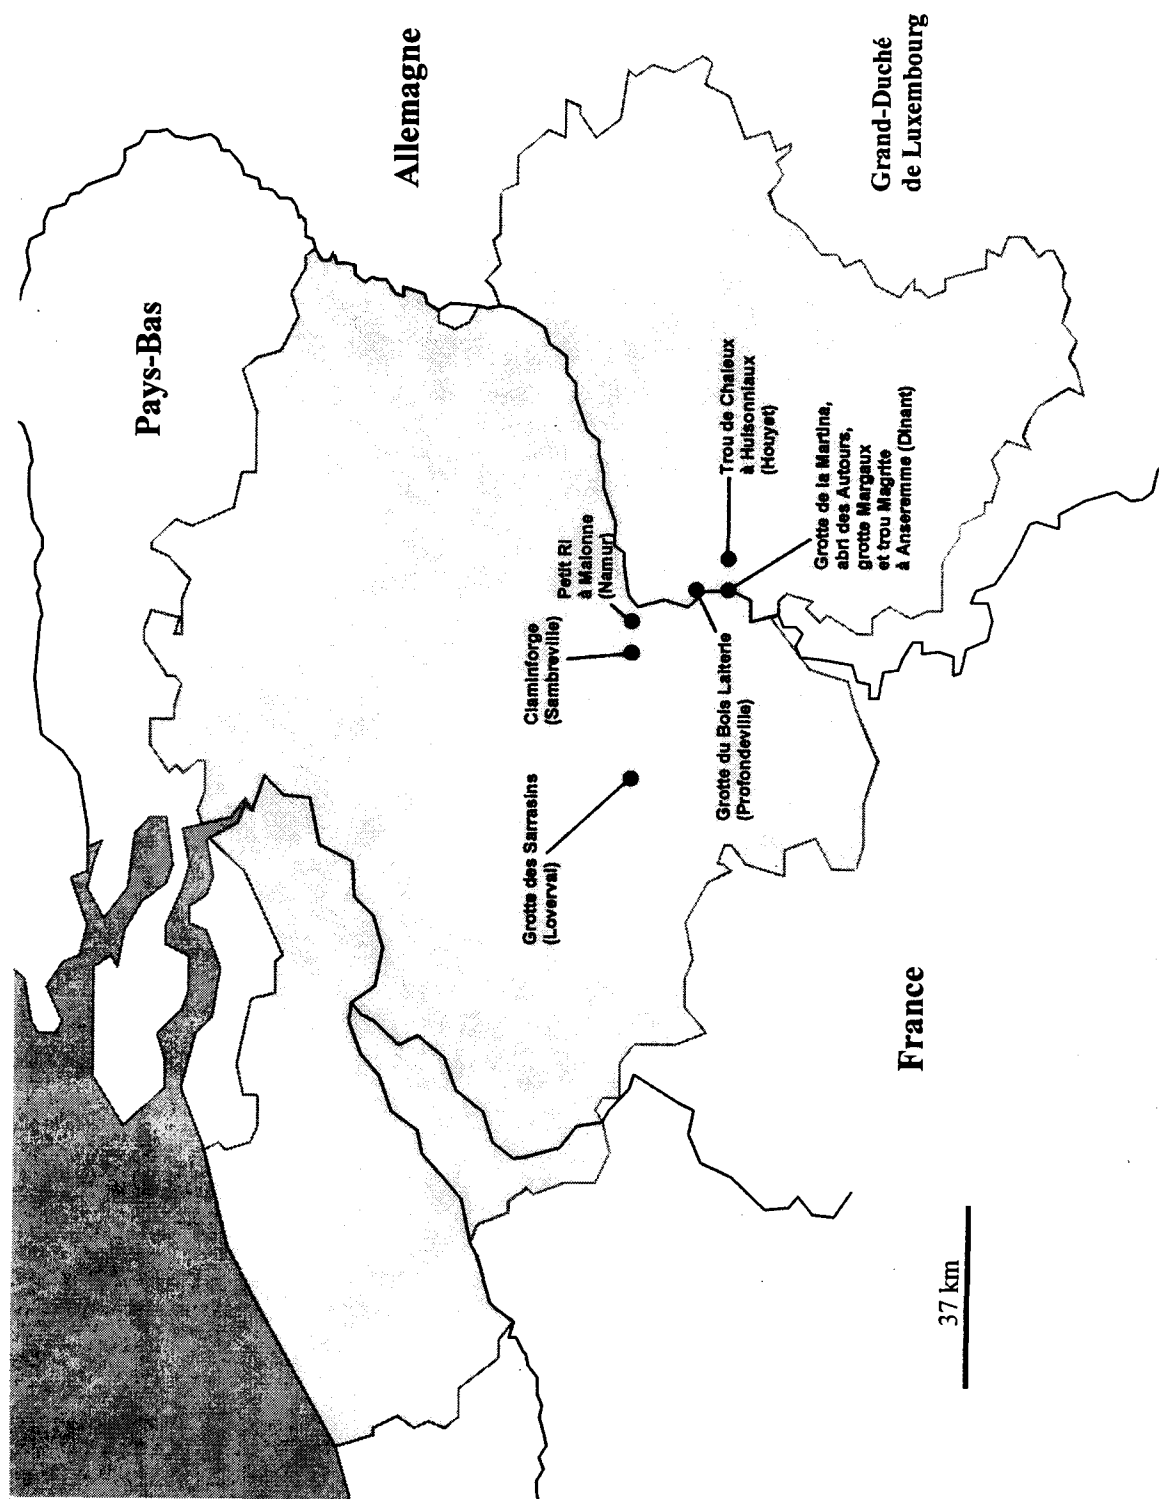 Pays-Bas
Allemagne
Grand-Duché
de Luxembourg
France
Grotte des Sarrasins
(Loverval)
Claminforge
(Sambreville)
Petit Ri
à Malonne
(Namur)
Grotte du Bois Laiterie
(Profondeville)
Trou de Chaleux
à Hulsonniaux
(Houyet)
Grotte de la Martina,
abri des Autours,
grotte Margaux
et trou Magrite
à Anseremme (Dinant)
37 km